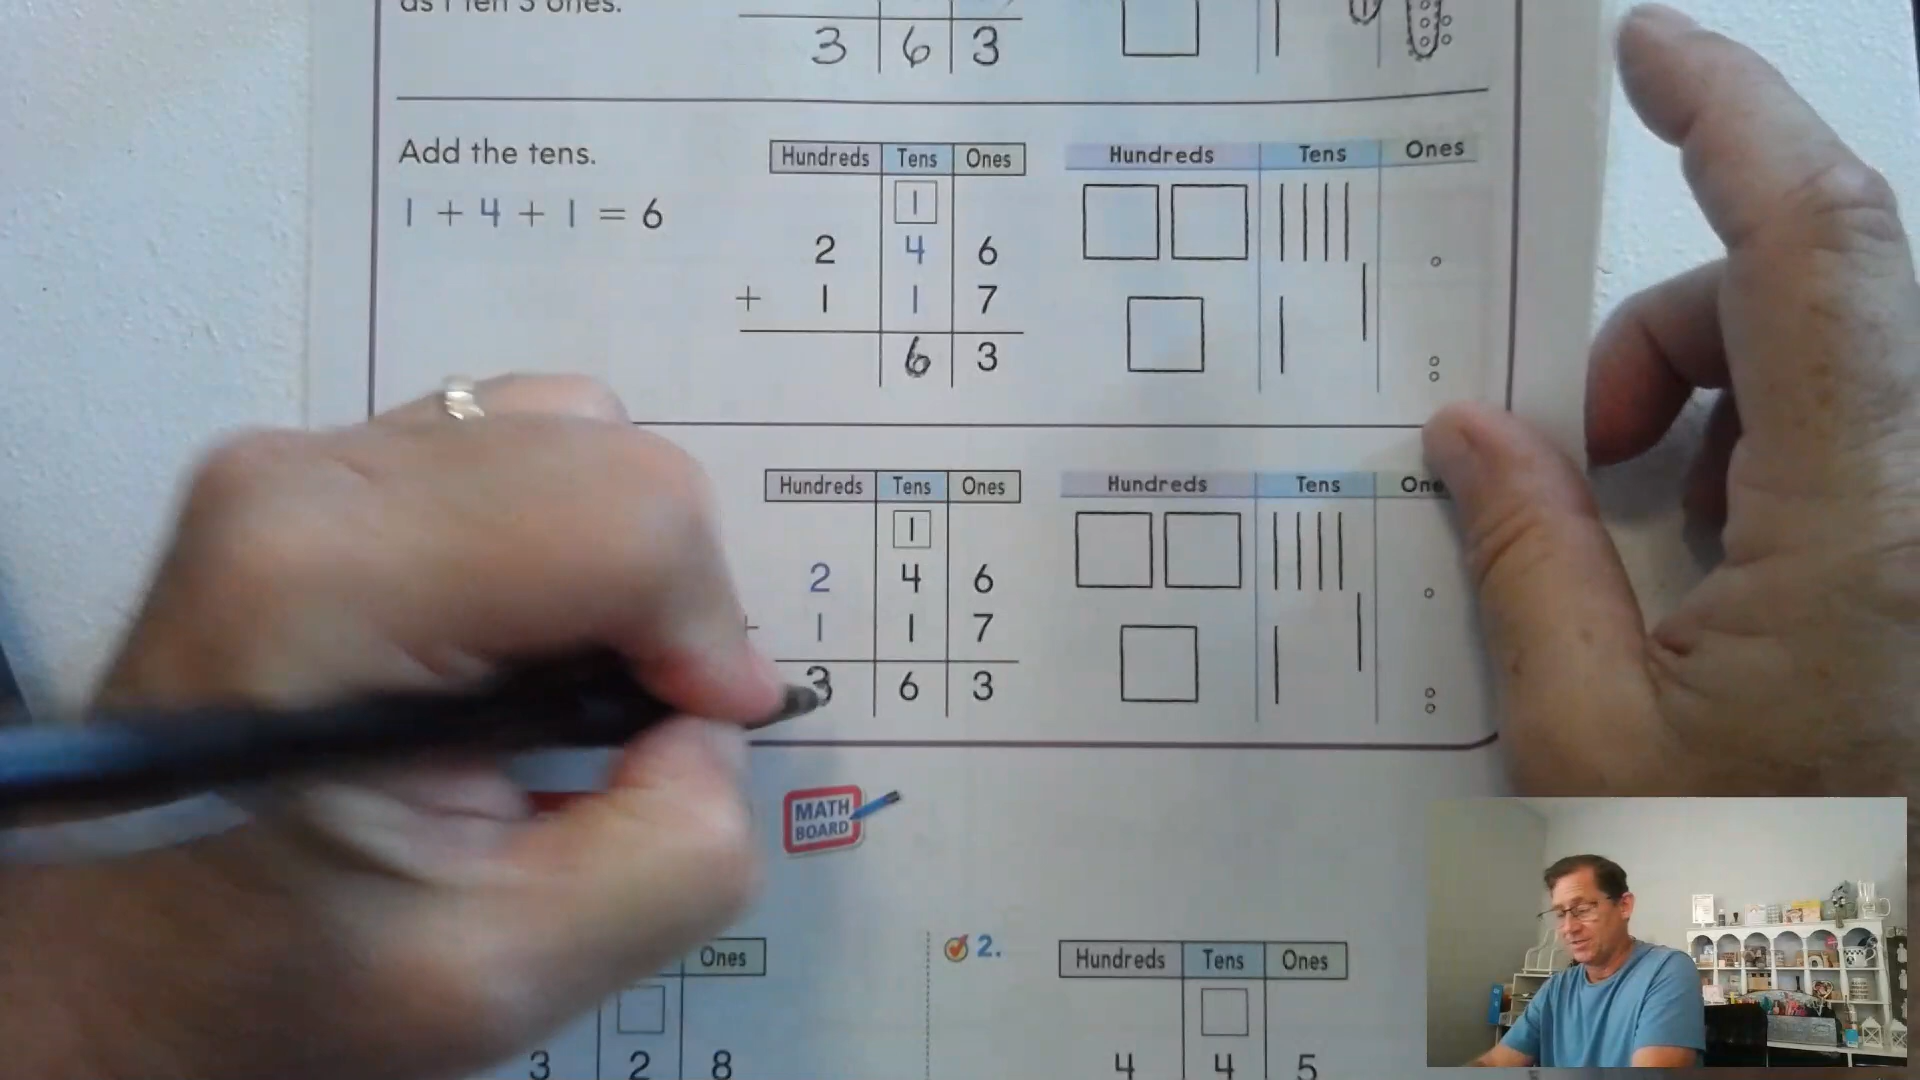 as 1 ten 3 ones.
3 6 3
Add the tens.
1 + 4 + 1 = 6
Hundreds Tens Ones
1
2 4 6
+ 1 1 7
6 3
Hundreds Tens Ones
Hundreds Tens Ones
1
2 4 6
+ 1 1 7
3 6 3
Hundreds Tens
MATH
BOARD
Ones
3 2 8
2.
Hundreds Tens Ones
4 4 5